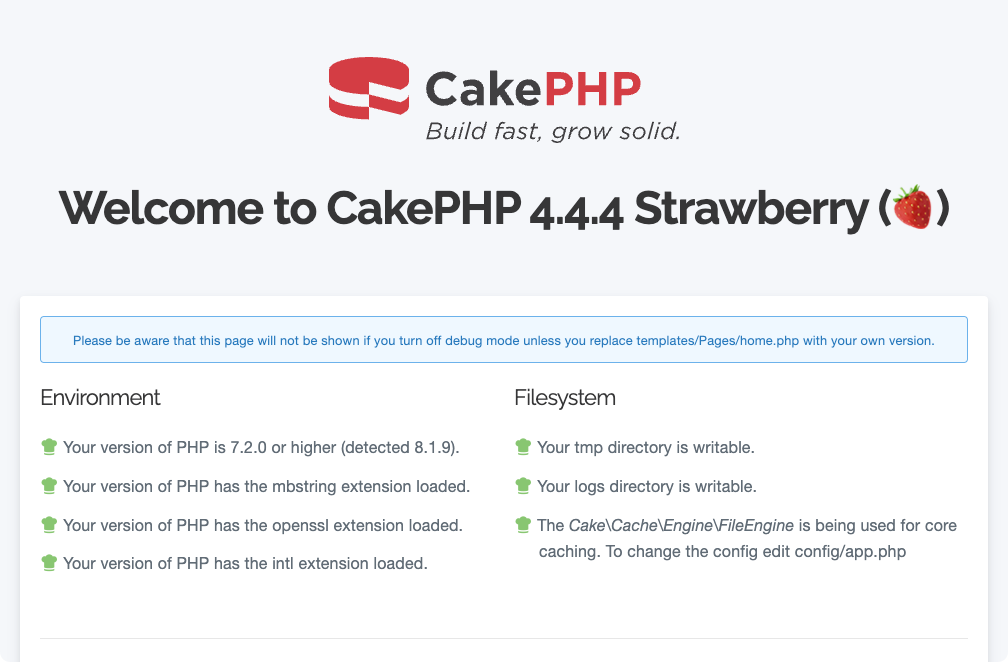 CakePHP
Build fast, grow solid.
Welcome to CakePHP 4.4.4 Strawberry (🍓)
Please be aware that this page will not be shown if you turn off debug mode unless you replace templates/Pages/home.php with your own version.
Environment
Your version of PHP is 7.2.0 or higher (detected 8.1.9).
Your version of PHP has the mbstring extension loaded.
Your version of PHP has the openssl extension loaded.
Your version of PHP has the intl extension loaded.
Filesystem
Your tmp directory is writable.
Your logs directory is writable.
The Cake\Cache\Engine\FileEngine is being used for core
caching. To change the config edit config/app.php